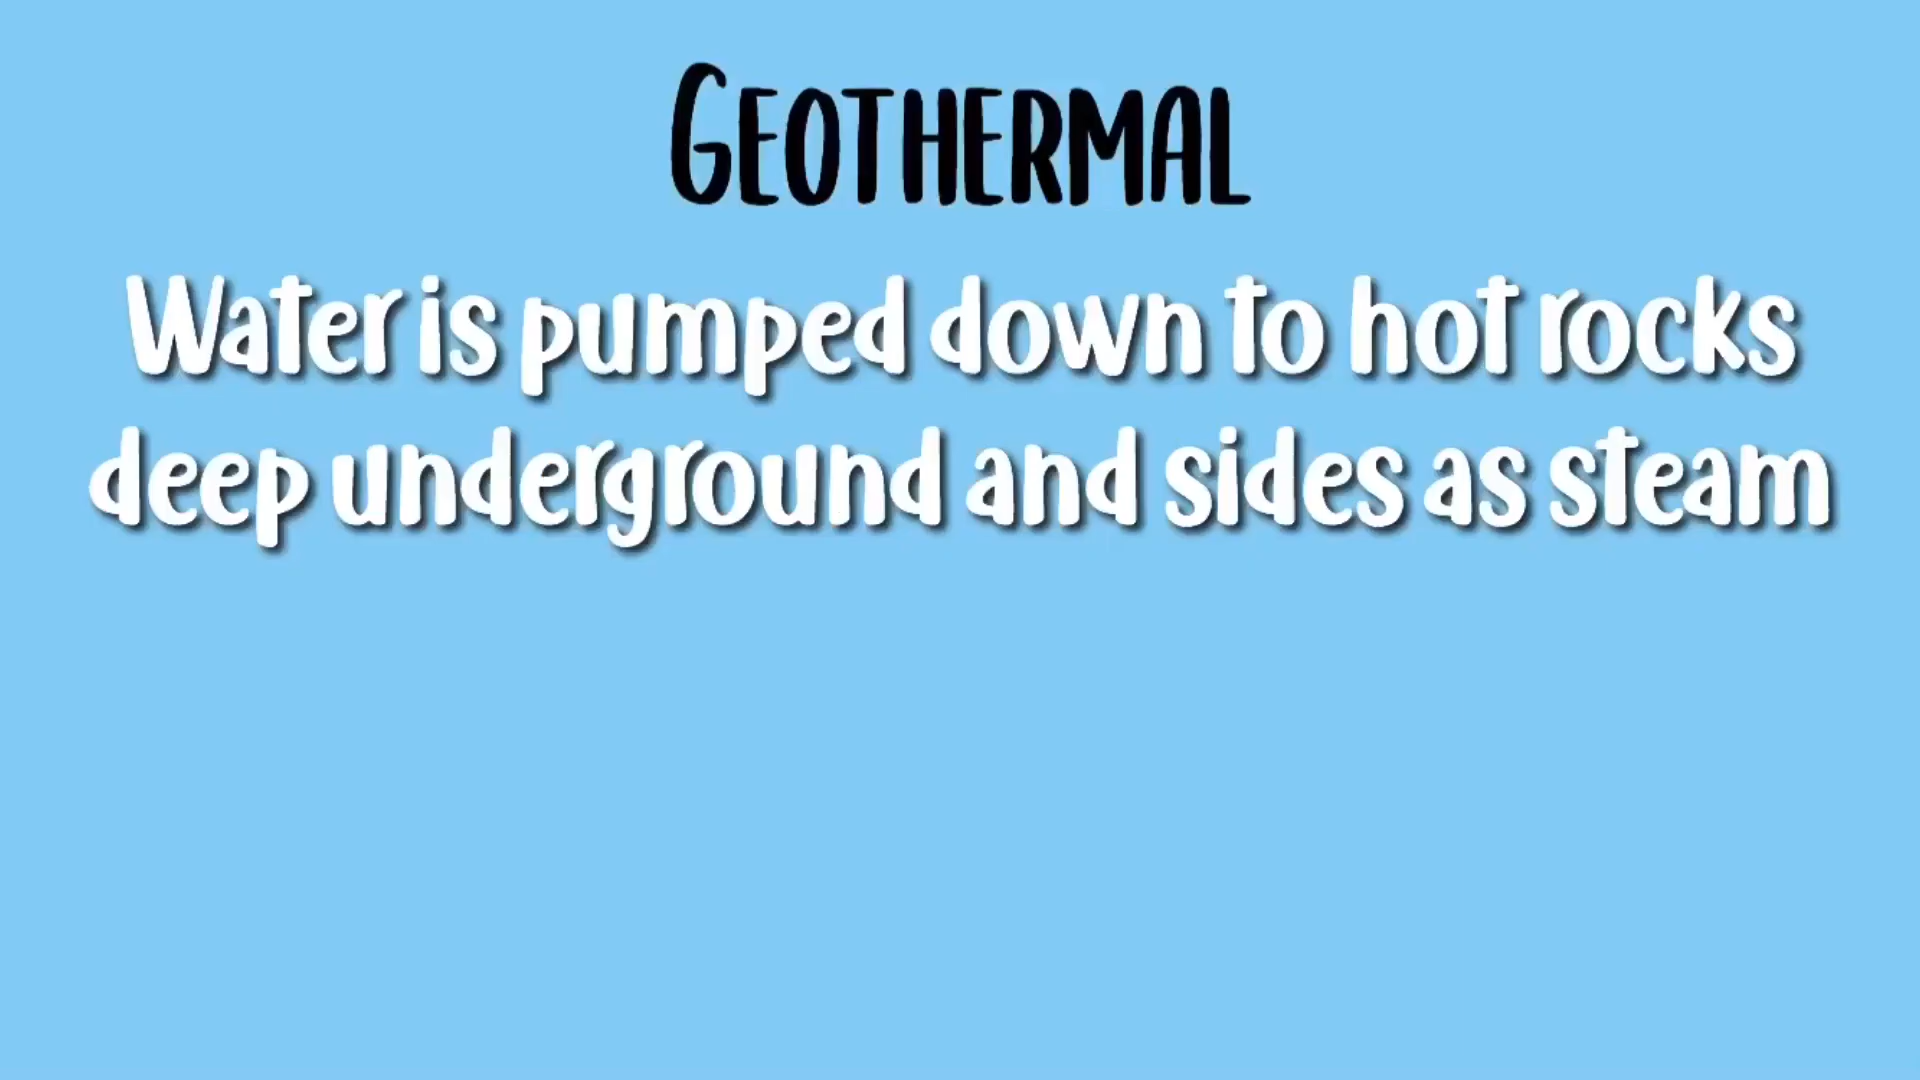 GEOTHERMAL
Water is pumped down to hot rocks
deep underground and sides as steam